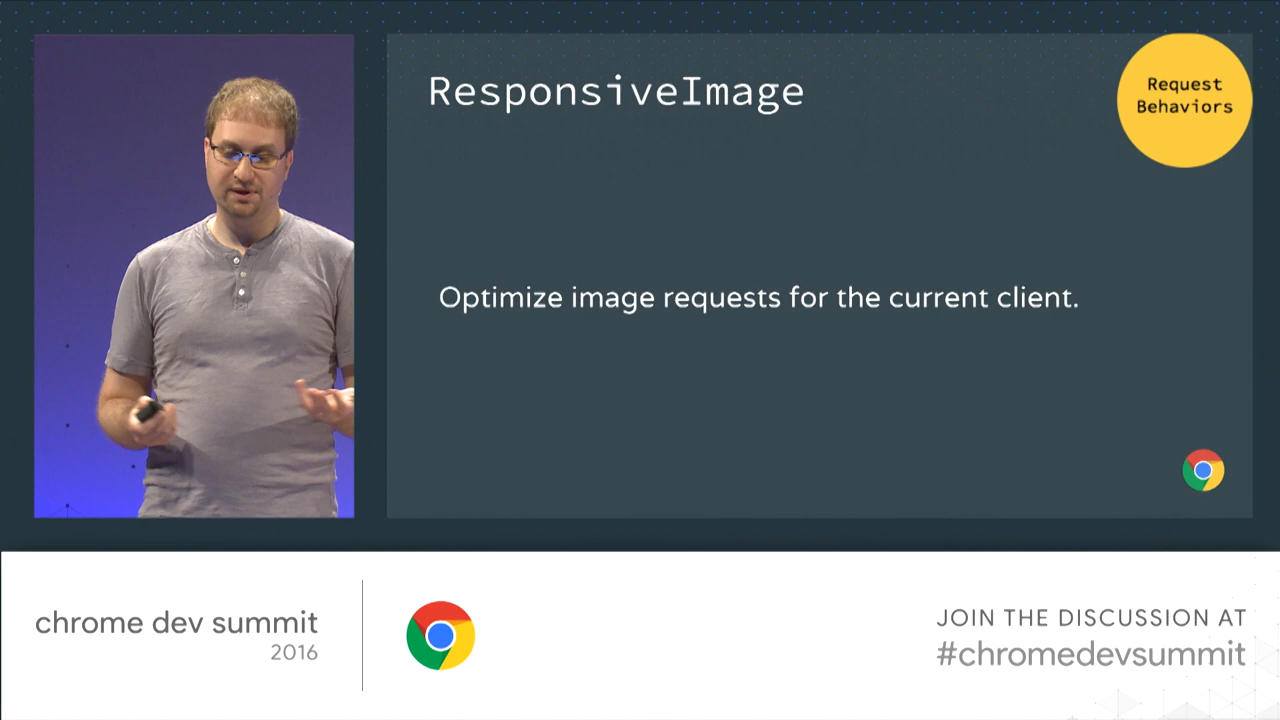 ResponsiveImage
Request
Behaviors
Optimize image requests for the current client.
chrome dev summit
2016
JOIN THE DISCUSSION AT
#chromedevsummit